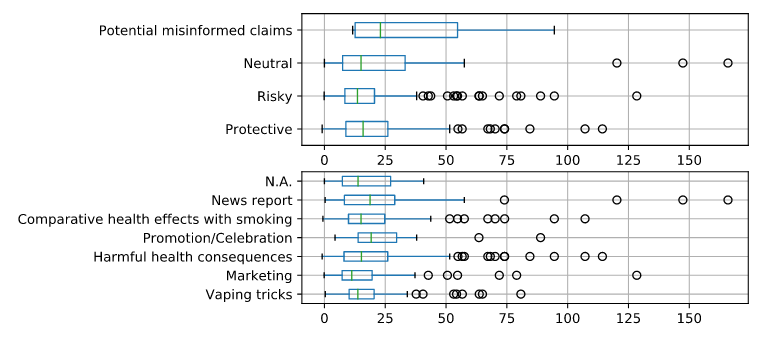 Potential misinformed claims
Neutral
Risky
Protective
0 25 50 75 100 125 150
N.A.
News report
Comparative health effects with smoking
Promotion/Celebration
Harmful health consequences
Marketing
Vaping tricks
0 25 50 75 100 125 150